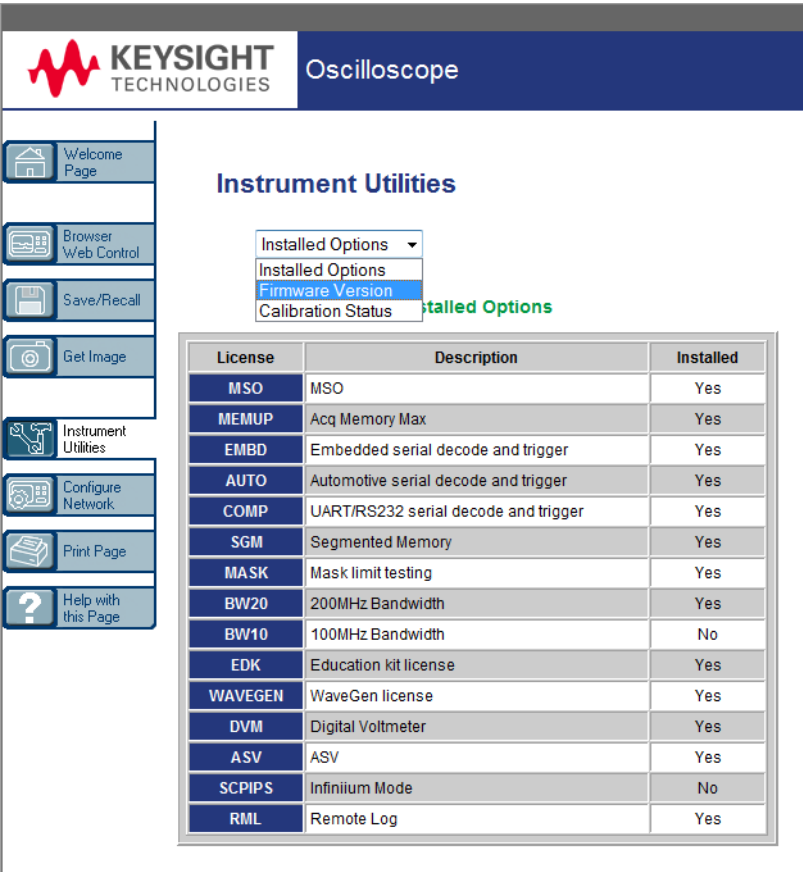 KEYSIGHT
TECHNOLOGIES
Oscilloscope
Welcome
Page
Browser
Web Control
Save/Recall
Get Image
Instrument
Utilities
Configure
Network
Print Page
Help with
this Page
Instrument Utilities
Installed Options
Installed Options
Firmware Version
Calibration Status
stalled Options
License Description Installed
MSO MSO Yes
MEMUP Acq Memory Max Yes
EMBD Embedded serial decode and trigger Yes
AUTO Automotive serial decode and trigger Yes
COMP UART/RS232 serial decode and trigger Yes
SGM Segmented Memory Yes
MASK Mask limit testing Yes
BW20 200MHz Bandwidth Yes
BW10 100MHz Bandwidth No
EDK Education kit license Yes
WAVEGEN WaveGen license Yes
DVM Digital Voltmeter Yes
ASV ASV Yes
SCPIPS Infiniium Mode No
RML Remote Log Yes